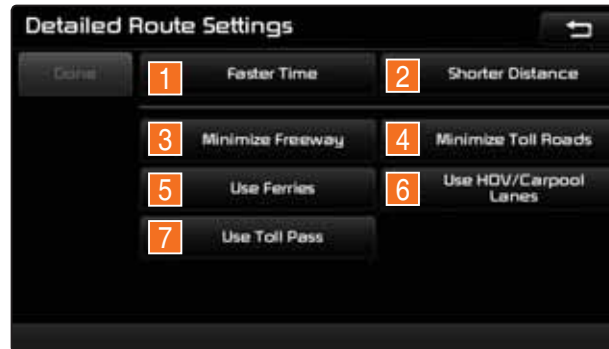 Detailed Route Settings
Done
1 Faster Time
2 Shorter Distance
3 Minimize Freeway
4 Minimize Toll Roads
5 Use Ferries
6 Use HOV/Carpool
Lanes
7 Use Toll Pass